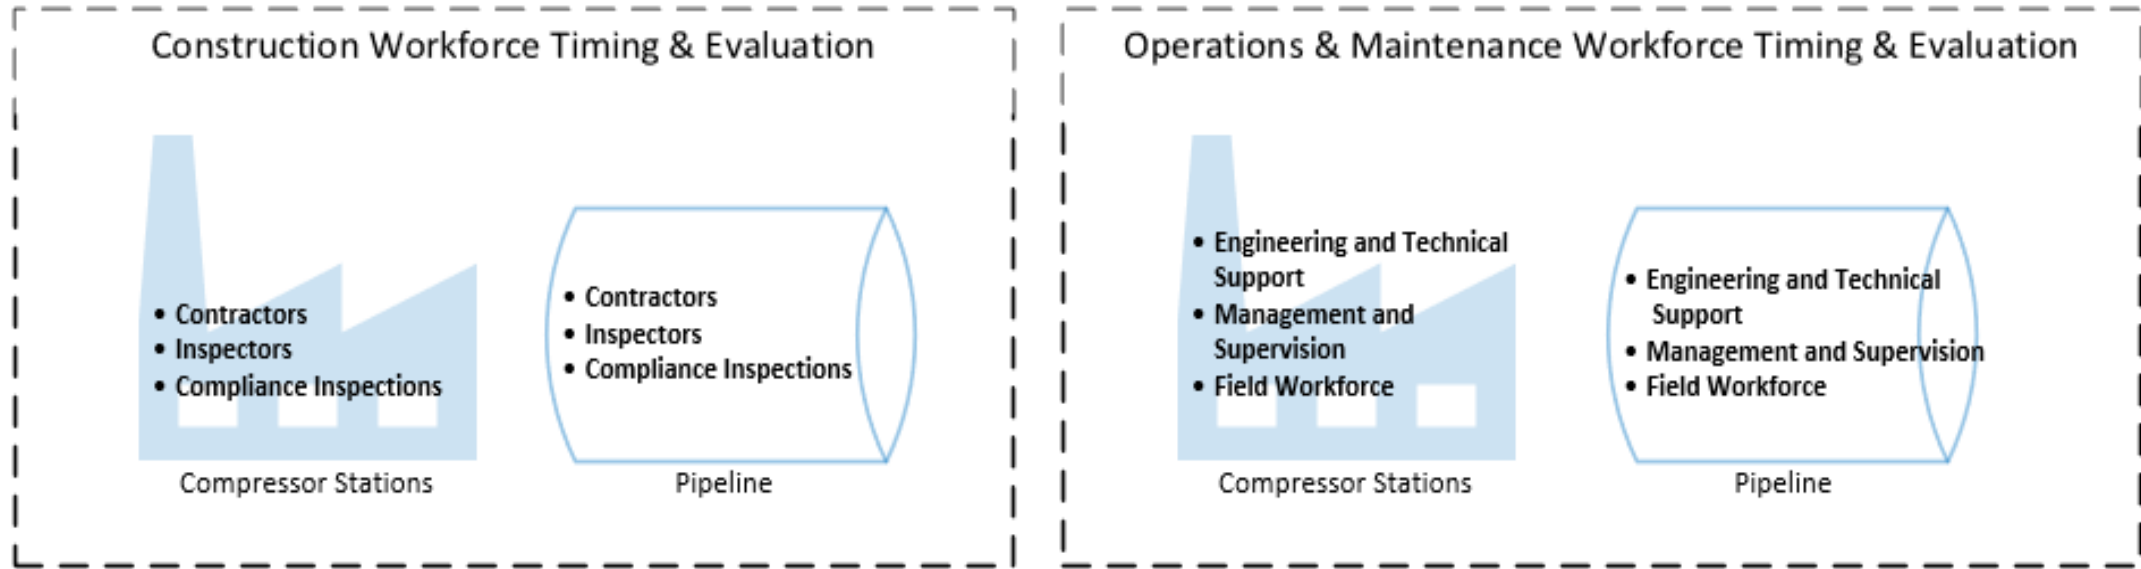 Construction Workforce Timing & Evaluation
• Contractors
• Inspectors
• Compliance Inspections
Compressor Stations
• Contractors
• Inspectors
• Compliance Inspections
Pipeline
Operations & Maintenance Workforce Timing & Evaluation
• Engineering and Technical
Support
• Management and
Supervision
• Field Workforce
Compressor Stations
• Engineering and Technical
Support
• Management and Supervision
• Field Workforce
Pipeline